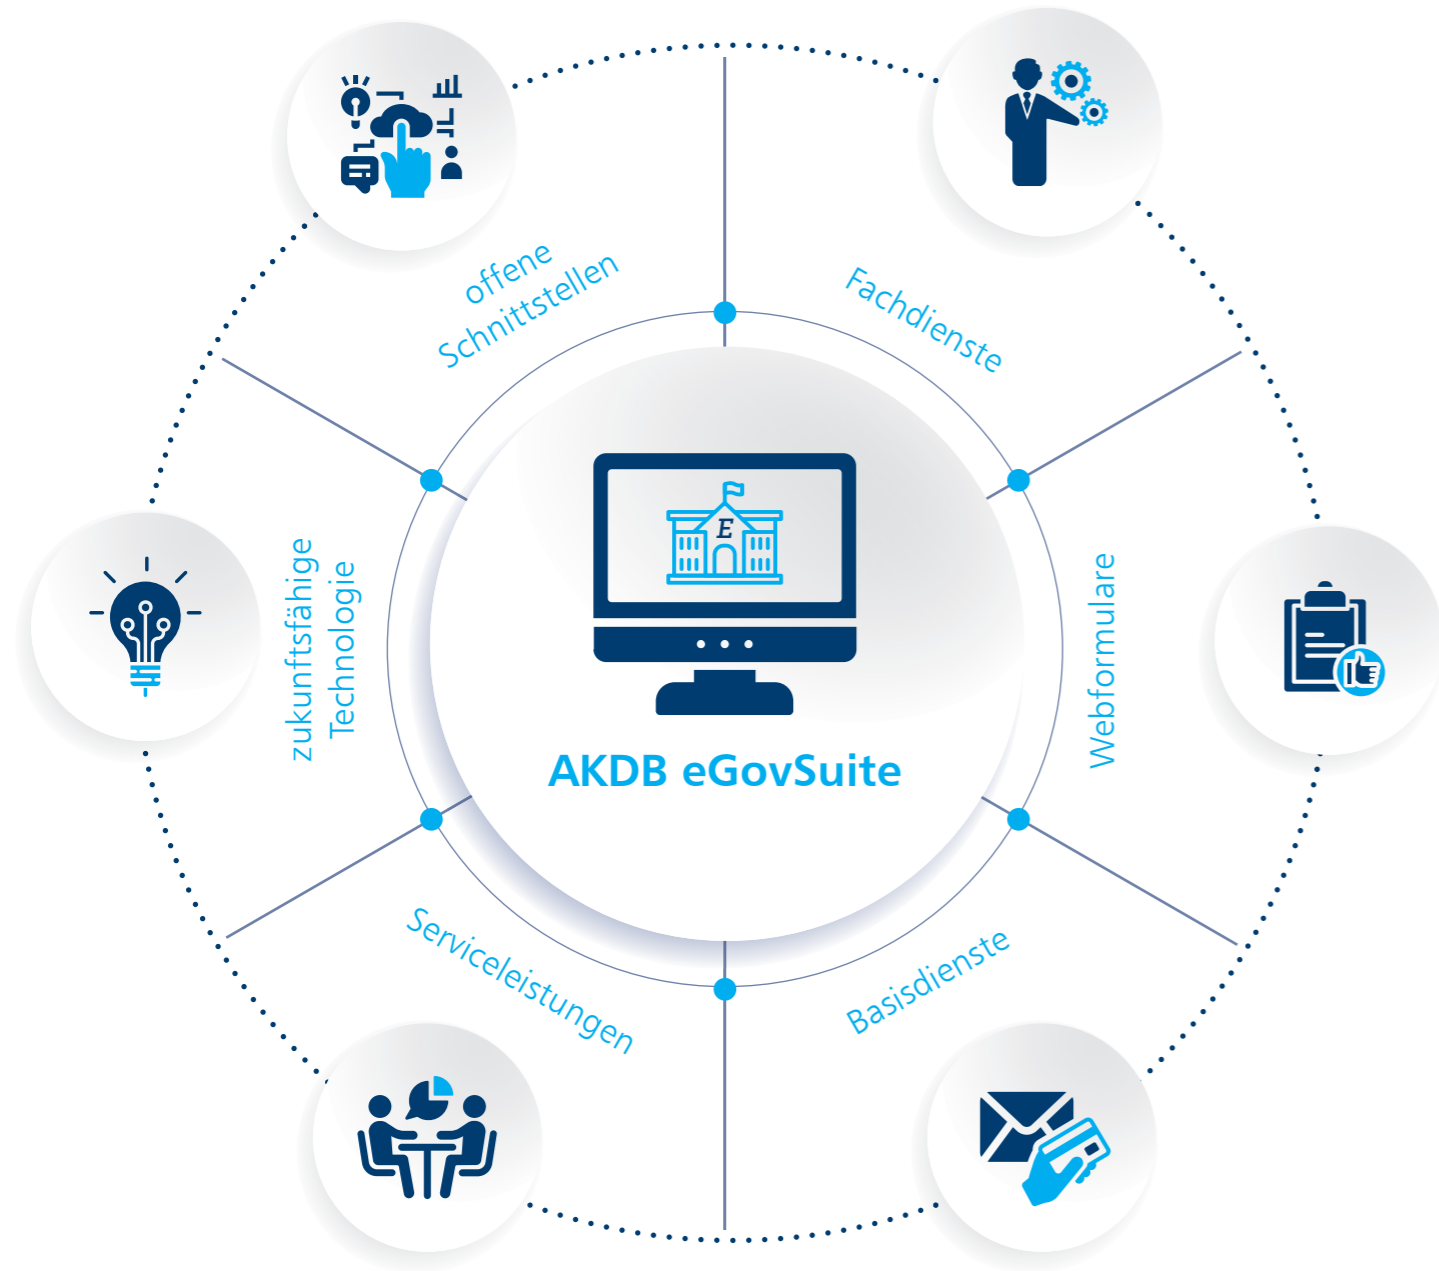 offene
Schnittstellen
Fachdienste
zukunftsfähige
Technologie
E
Webformulare
AKDB eGovSuite
Serviceleistungen
Basisdienste